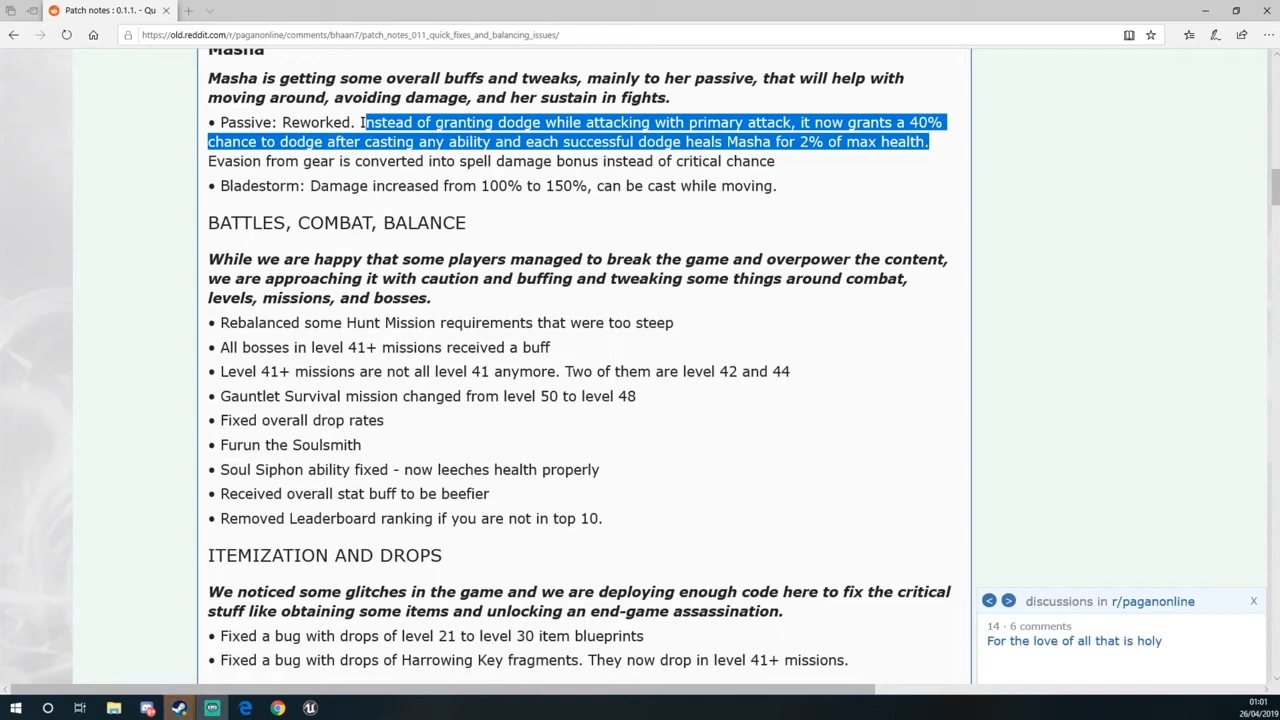 Patch notes : 0.1.1. - Qu
https://old.reddit.com/r/paganonline/comments/bhaan7/patch_notes_011_quick_fixes_and_balancing_issues/
Masha
Masha is getting some overall buffs and tweaks, mainly to her passive, that will help with
moving around, avoiding damage, and her sustain in fights.
• Passive: Reworked. Instead of granting dodge while attacking with primary attack, it now grants a 40%
chance to dodge after casting any ability and each successful dodge heals Masha for 2% of max health.
Evasion from gear is converted into spell damage bonus instead of critical chance
• Bladestorm: Damage increased from 100% to 150%, can be cast while moving.
BATTLES, COMBAT, BALANCE
While we are happy that some players managed to break the game and overpower the content,
we are approaching it with caution and buffing and tweaking some things around combat,
levels, missions, and bosses.
• Rebalanced some Hunt Mission requirements that were too steep
• All bosses in level 41+ missions received a buff
• Level 41+ missions are not all level 41 anymore. Two of them are level 42 and 44
• Gauntlet Survival mission changed from level 50 to level 48
• Fixed overall drop rates
• Furun the Soulsmith
• Soul Siphon ability fixed - now leeches health properly
• Received overall stat buff to be beefier
• Removed Leaderboard ranking if you are not in top 10.
ITEMIZATION AND DROPS
We noticed some glitches in the game and we are deploying enough code here to fix the critical
stuff like obtaining some items and unlocking an end-game assassination.
• Fixed a bug with drops of level 21 to level 30 item blueprints
• Fixed a bug with drops of Harrowing Key fragments. They now drop in level 41+ missions.
< > discussions in r/paganonline X
14 · 6 comments
For the love of all that is holy
01:01
26/04/2019